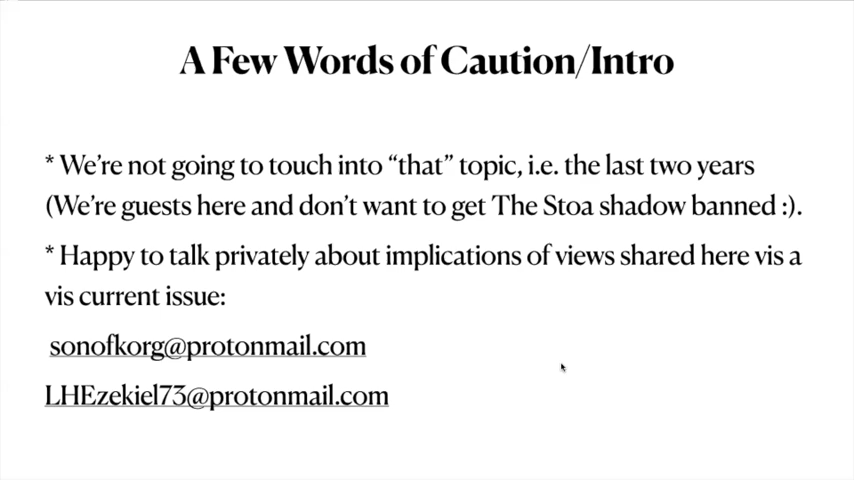 A Few Words of Caution/Intro
* We’re not going to touch into “that” topic, i.e. the last two years
(We’re guests here and don’t want to get The Stoa shadow banned :).
* Happy to talk privately about implications of views shared here vis a
vis current issue:
sonofkorg@protonmail.com
LHEzekiel73@protonmail.com